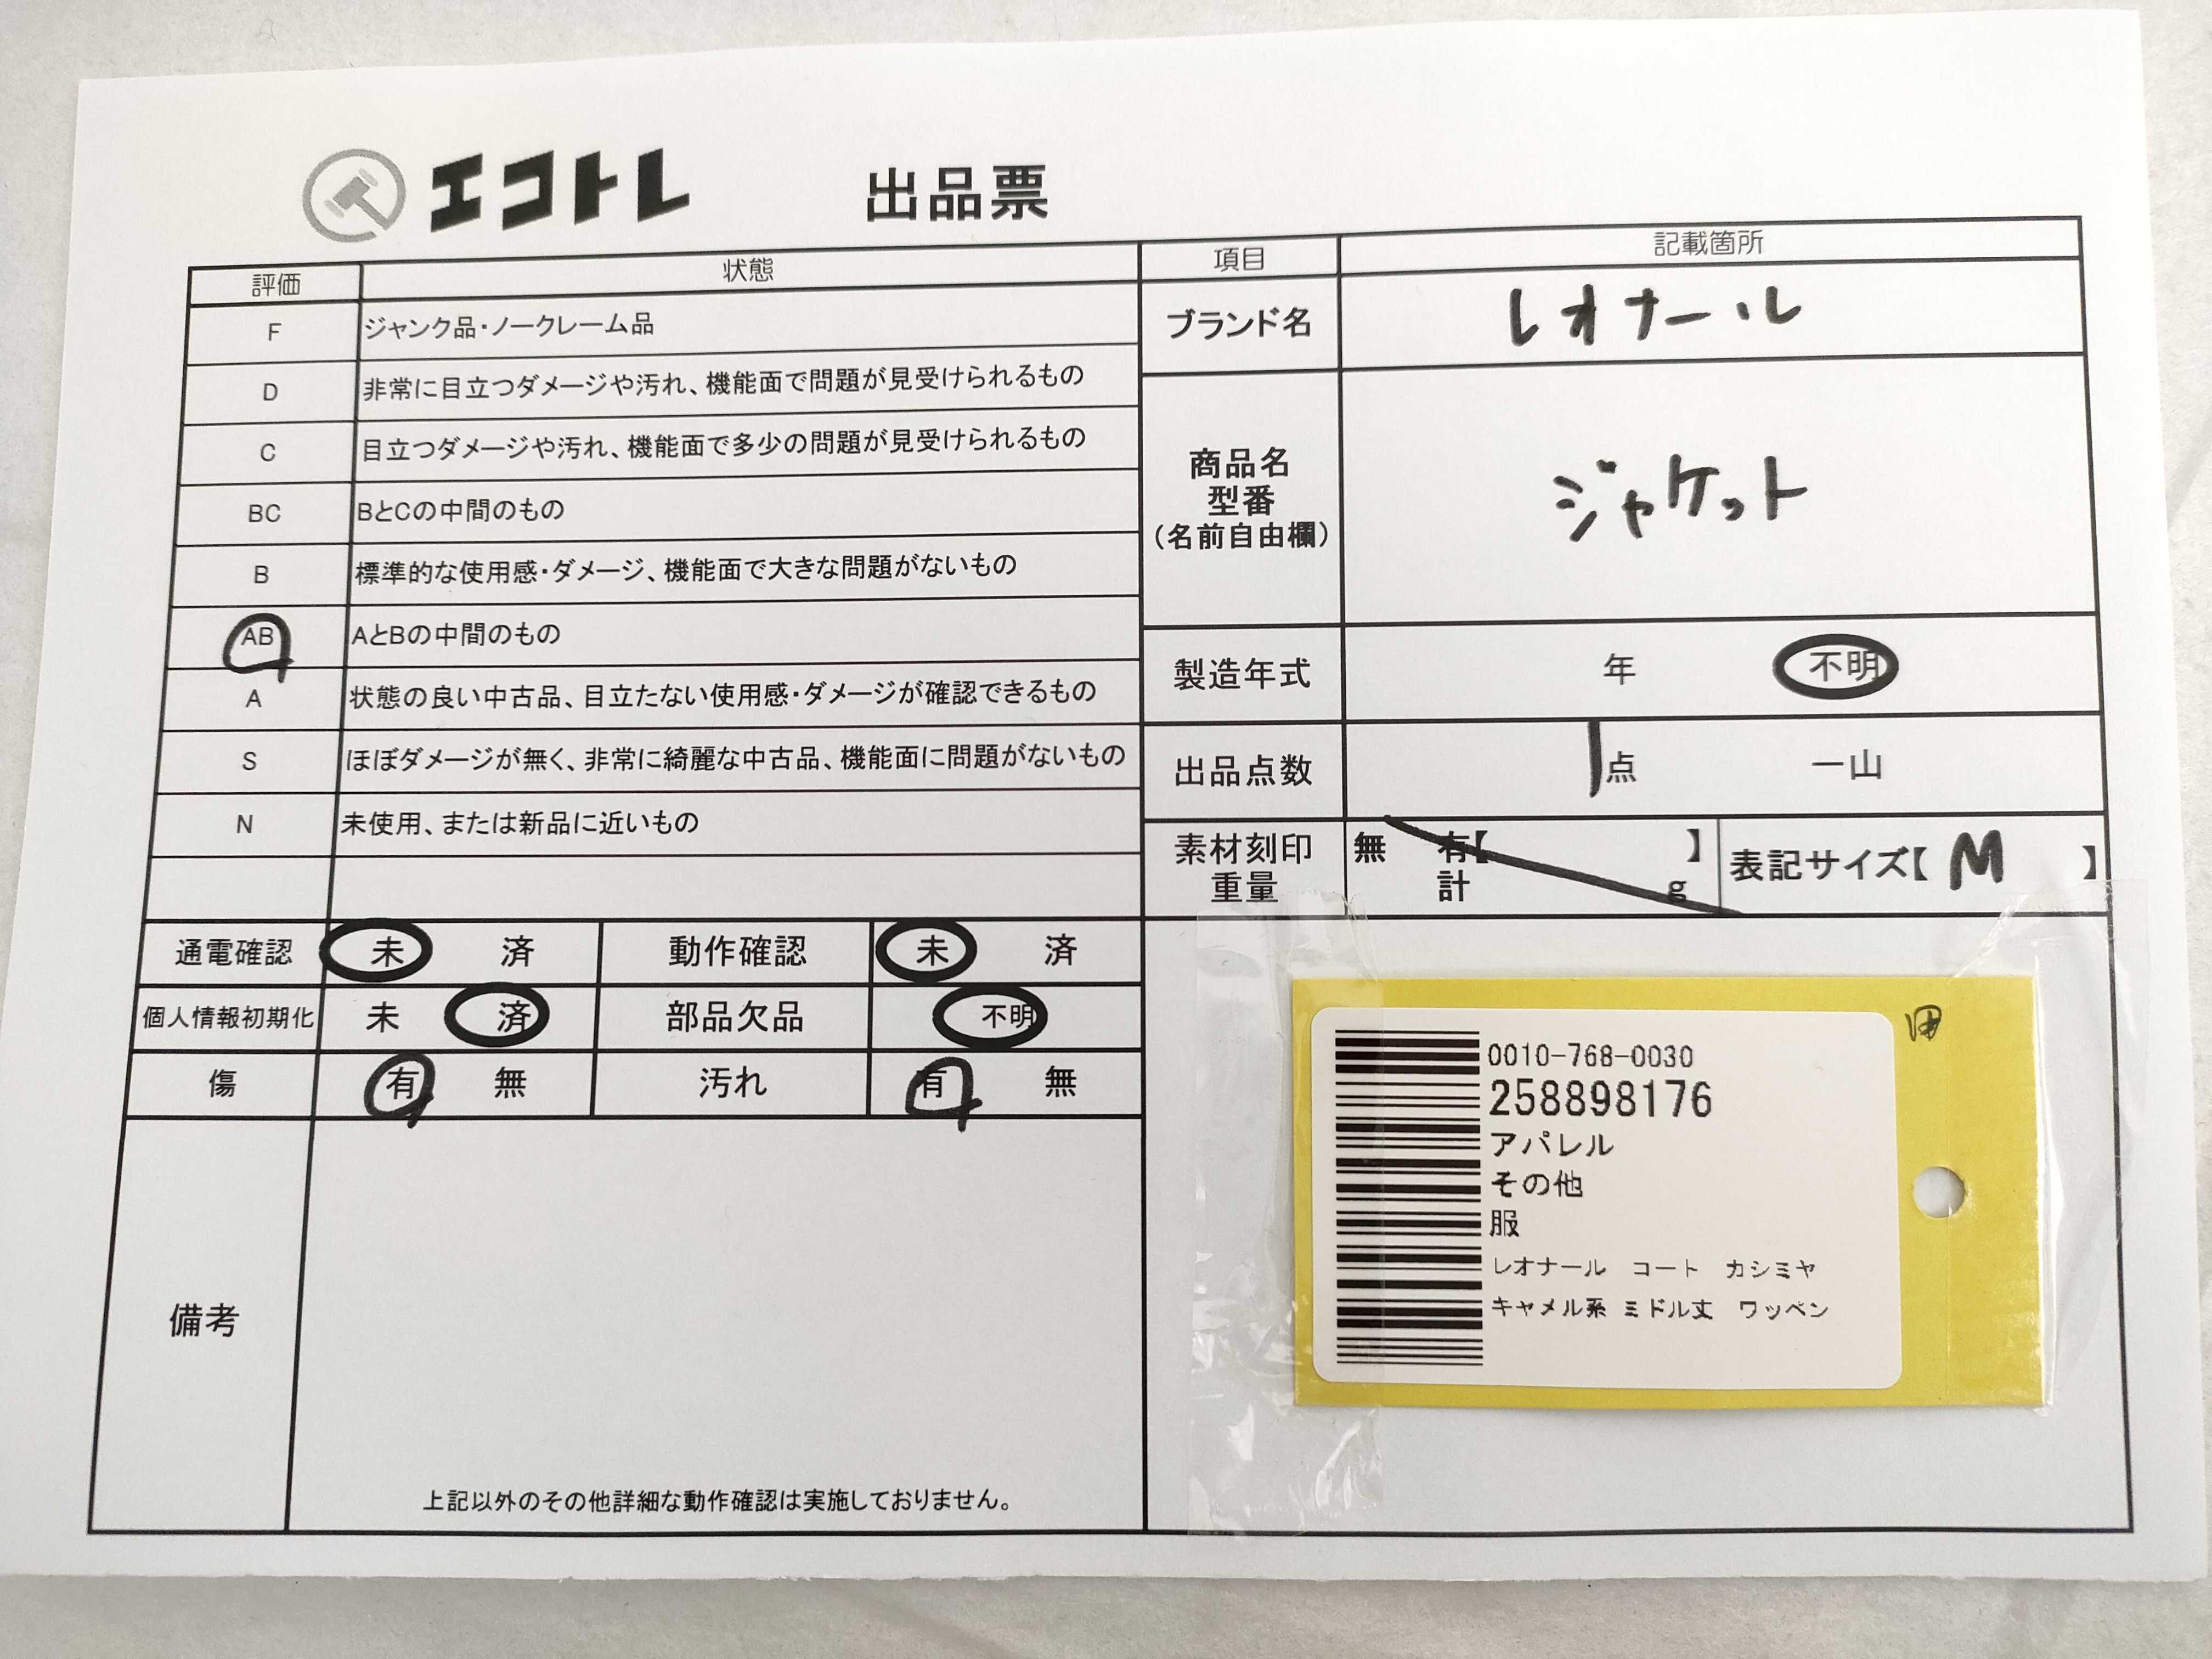 エコトレ 出品票
評価 状態
F ジャンク品・ノークレーム品
D 非常に目立つダメージや汚れ、機能面で問題が見受けられるもの
C 目立つダメージや汚れ、機能面で多少の問題が見受けられるもの
BC BとCの中間のもの
B 標準的な使用感・ダメージ、機能面で大きな問題がないもの
AB AとBの中間のもの
A 状態の良い中古品、目立たない使用感・ダメージが確認できるもの
S ほぼダメージが無く、非常に綺麗な中古品、機能面に問題がないもの
N 未使用、または新品に近いもの
項目 記載箇所
ブランド名 レオナール
商品名
型番
(名前自由欄)
ジャケット
製造年式 年 不明
出品点数 1点 一山
素材刻印 無 有【 】
重量 計 g
表記サイズ【 M 】
通電確認 未 済 動作確認 未 済
個人情報初期化 未 済 部品欠品 不明
傷 有 無 汚れ 有 無
備考
上記以外のその他詳細な動作確認は実施しておりません。
0010-768-0030
258898176
アパレル
その他
服
レオナール コート カシミヤ
キャメル系 ミドル丈 ワッペン